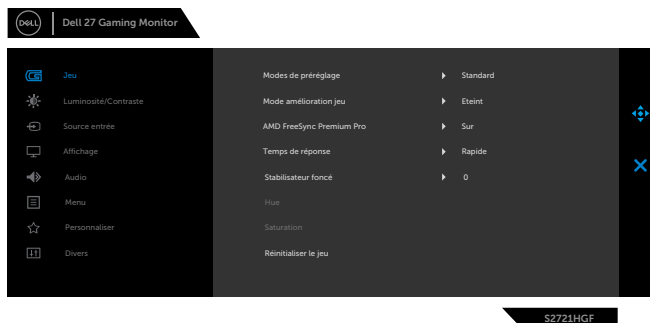 DELL
Dell 27 Gaming Monitor
Jeu
Modes de préréglage
Standard
Luminosité/Contraste
Mode amélioration jeu
Eteint
Source entrée
AMD FreeSync Premium Pro
Sur
Affichage
Temps de réponse
Rapide
Audio
Stabilisateur foncé
0
Menu
Hue
Personnaliser
Saturation
Divers
Réinitialiser le jeu
S2721HGF